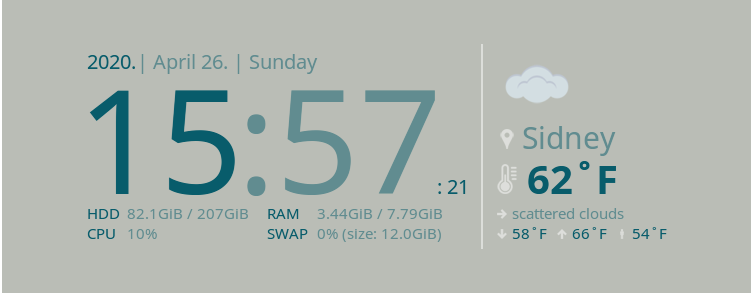 2020.| April 26. | Sunday
15:57 : 21
HDD 82.1GiB / 207GiB RAM 3.44GiB / 7.79GiB
CPU 10% SWAP 0% (size: 12.0GiB)
Sidney
62°F
scattered clouds
58°F 66°F 54°F